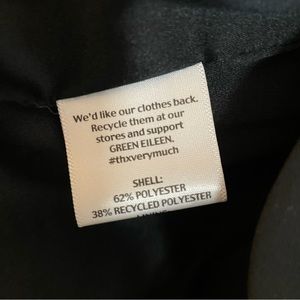 We'd like our clothes back.
Recycle them at our
stores and support
GREEN EILEEN.
#thxverymuch
SHELL:
62% POLYESTER
38% RECYCLED POLYESTER